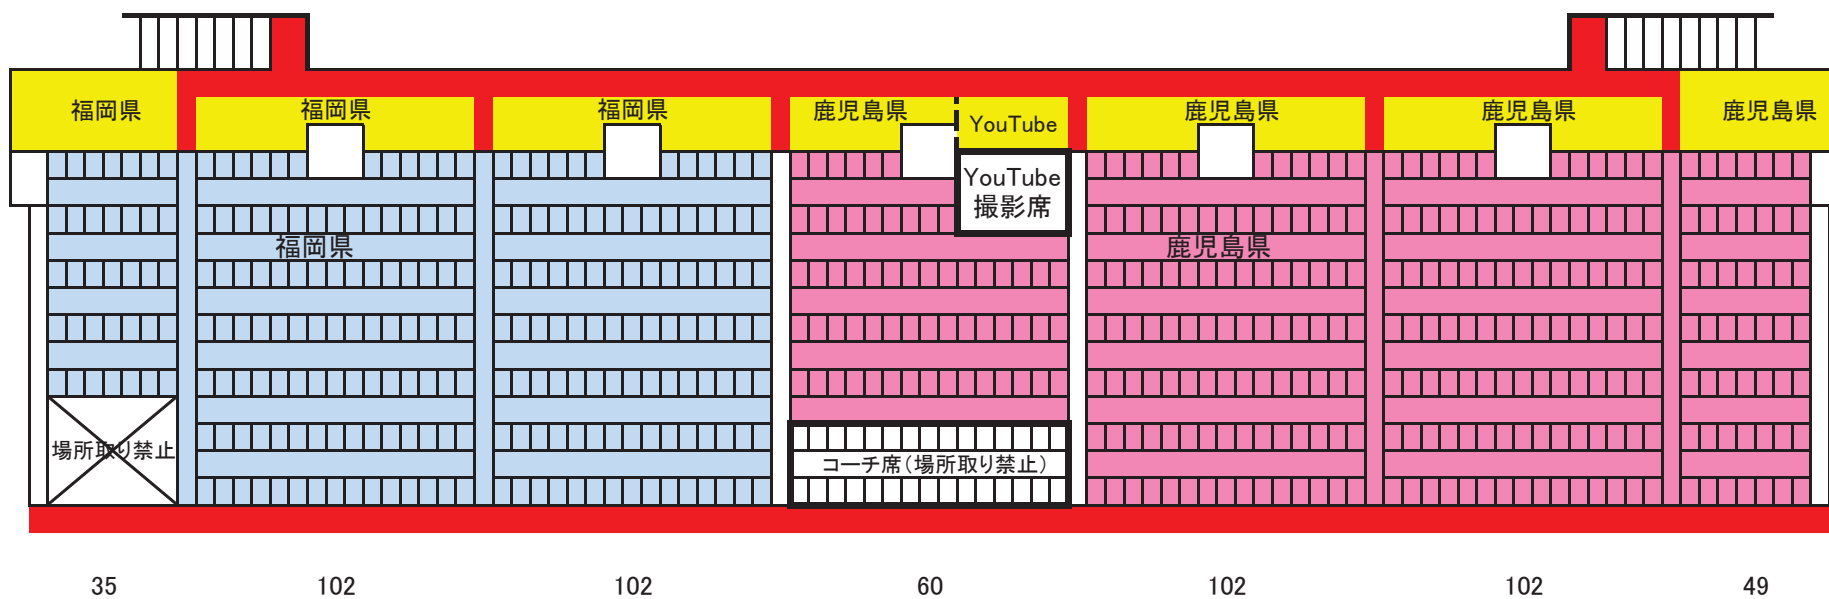 福岡県
福岡県
福岡県
鹿児島県
YouTube
鹿児島県
鹿児島県
鹿児島県
YouTube
撮影席
福岡県
鹿児島県
場所取り禁止
コーチ席（場所取り禁止）
35
102
102
60
102
102
49